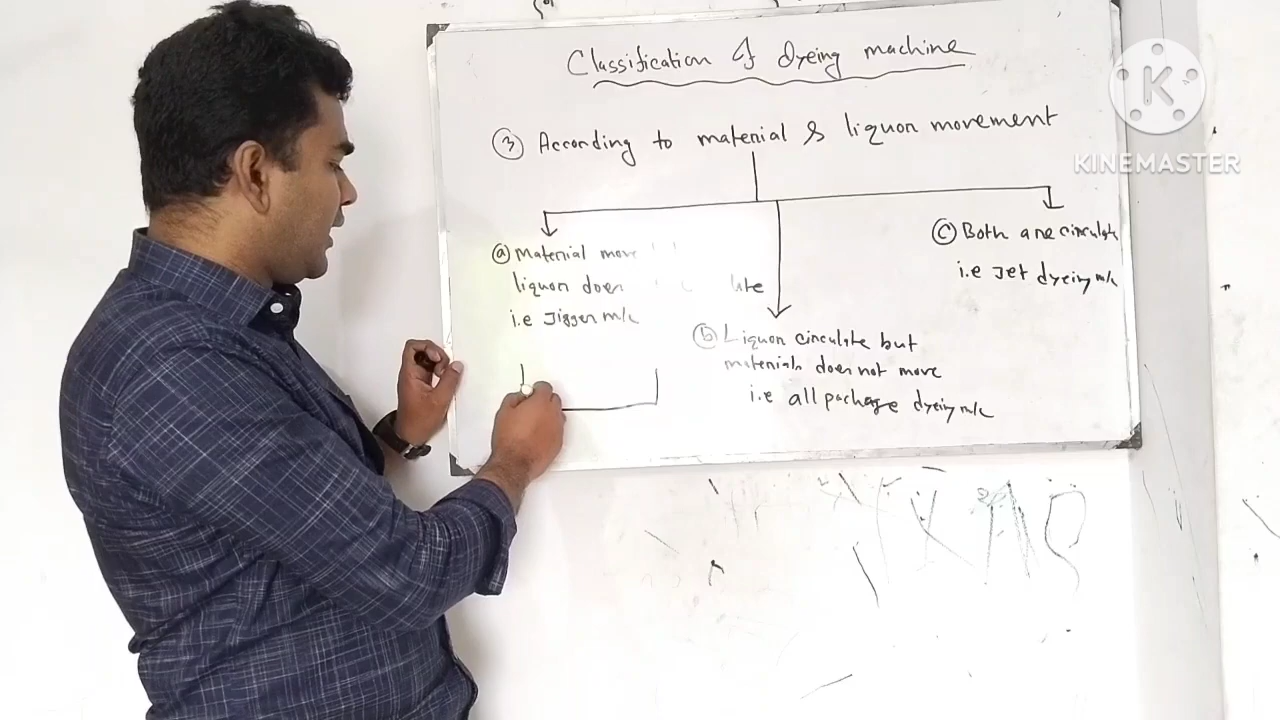 Classification of dyeing machine
3 According to material & liquor movement
a Material move
liquor does
i.e Jigger m/c
b Liquor circulate but
materials does not move
i.e all package dyeing m/c
c Both are circulate
i.e Jet dyeing m/c
K
KINEMASTER